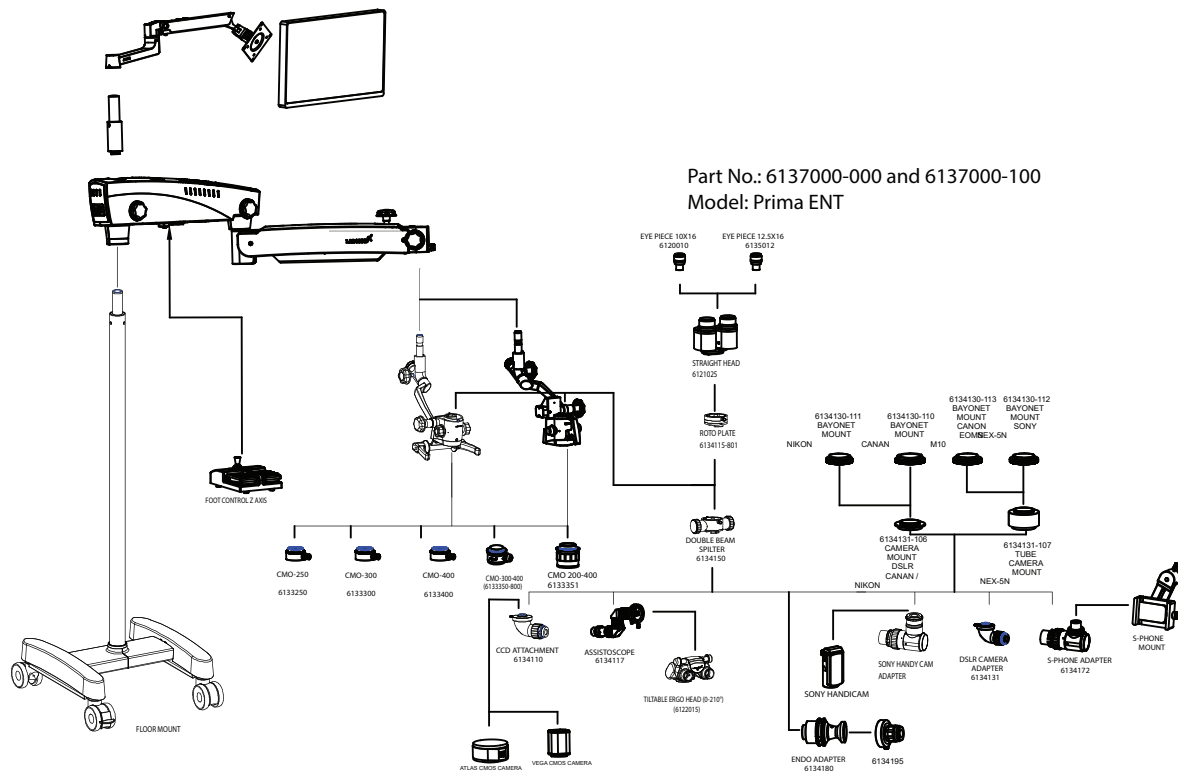 Part No.: 6137000-000 and 6137000-100
Model: Prima ENT
EYE PIECE 10X16
6120010
EYE PIECE 12.5X16
6135012
STRAIGHT HEAD
6121025
ROTO PLATE
6134115-801
6134130-111
BAYONET
MOUNT
NIKON
6134130-110
BAYONET
MOUNT
CANAN
6134130-113
BAYONET
MOUNT
CANON
EOMS
M10
6134130-112
BAYONET
MOUNT
SONY
NEX-5N
FOOT CONTROL Z AXIS
DOUBLE BEAM
SPILTER
6134150
6134131-106
CAMERA
MOUNT
DSLR
CANAN /
NIKON
6134131-107
TUBE
CAMERA
MOUNT
NEX-5N
CMO-250
6133250
CMO-300
6133300
CMO-400
6133400
CMO-300-400
(6133350-800)
CMO 200-400
6133351
CCD ATTACHMENT
6134110
ASSISTOSCOPE
6134117
TILTABLE ERGO HEAD (0-210°)
(6122015)
SONY HANDICAM
SONY HANDY CAM
ADAPTER
DSLR CAMERA
ADAPTER
6134131
S-PHONE ADAPTER
6134172
S-PHONE
MOUNT
FLOOR MOUNT
ATLAS CMOS CAMERA
VEGA CMOS CAMERA
ENDO ADAPTER
6134180
6134195